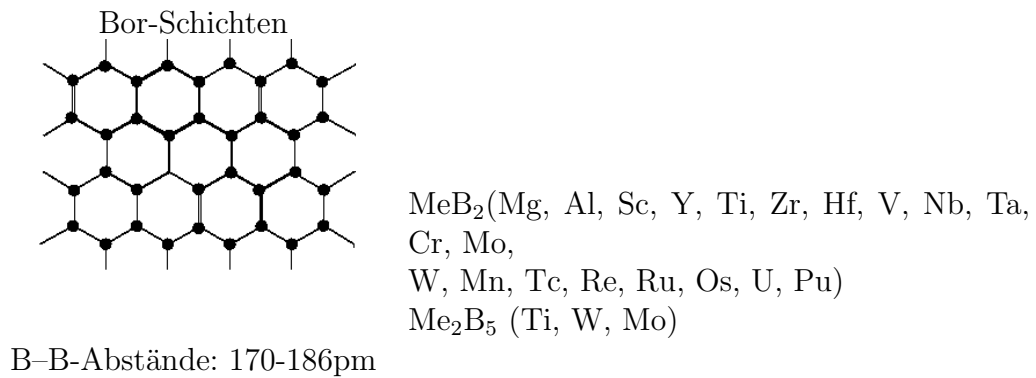 Bor-Schichten
MeB₂(Mg, Al, Sc, Y, Ti, Zr, Hf, V, Nb, Ta,
Cr, Mo,
W, Mn, Tc, Re, Ru, Os, U, Pu)
Me₂B₅ (Ti, W, Mo)
B–B-Abstände: 170-186pm